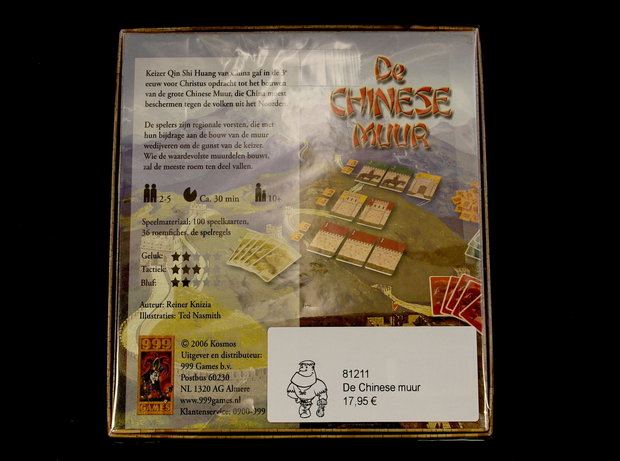 De
CHINESE
MUUR
Keizer Qin Shi Huang van China gaf in de 3e
eeuw voor Christus opdracht tot het bouwen
van de grote Chinese Muur, die China moest
beschermen tegen de volken uit het Noorden.
De spelers zijn regionale vorsten, die met
hun bijdrage aan de bouw van de muur
wedijveren om de gunst van de keizer.
Wie de waardevolste muurdelen bouwt,
zal de meeste roem ten deel vallen.
2-5 Ca. 30 min 10+
Speelmateriaal: 100 speelkaarten,
36 roemfiches, de spelregels
Geluk:
Tactiek:
Bluf:
Auteur: Reiner Knizia
Illustraties: Ted Nasmith
999
GAMES
© 2006 Kosmos
Uitgever en distributeur:
999 Games b.v.
Postbus 60230
NL 1320 AG Almere
www.999games.nl
Klantenservice: 0900-999
81211
De Chinese muur
17,95 €